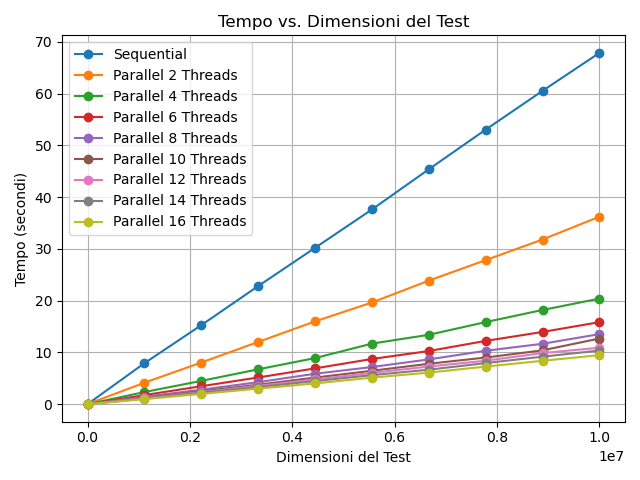 Tempo vs. Dimensioni del Test
70
60
50
40
30
20
10
0
Tempo (secondi)
Sequential
Parallel 2 Threads
Parallel 4 Threads
Parallel 6 Threads
Parallel 8 Threads
Parallel 10 Threads
Parallel 12 Threads
Parallel 14 Threads
Parallel 16 Threads
0.0 0.2 0.4 0.6 0.8 1.0
1e7
Dimensioni del Test